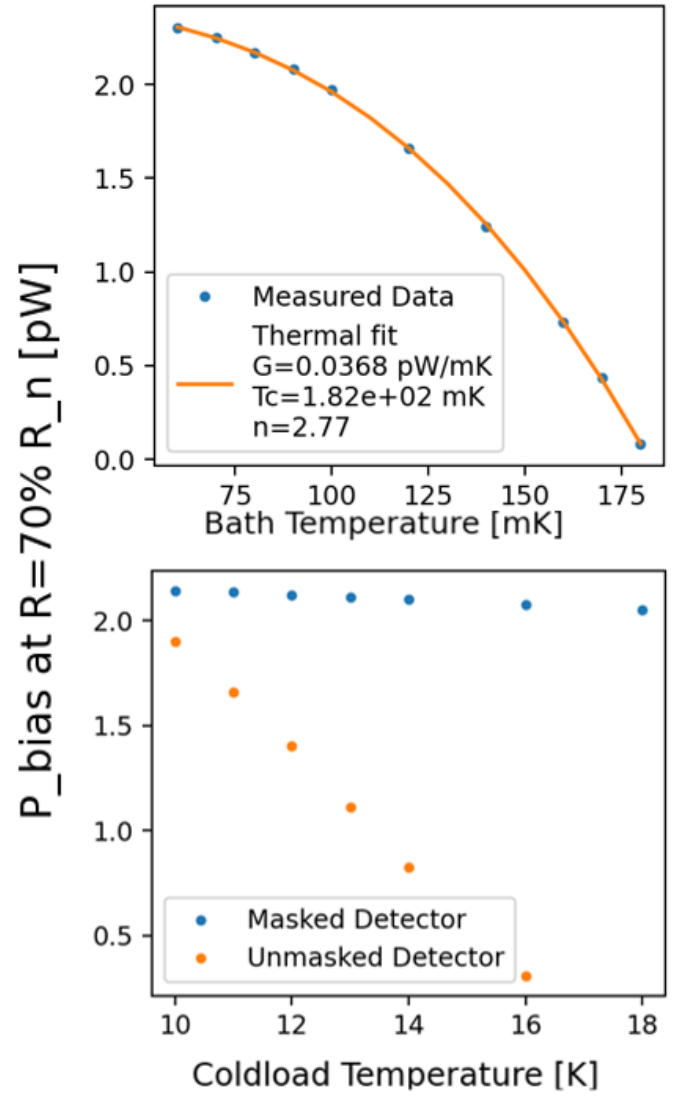 P_bias at R=70% R_n [pW]
2.0
1.5
1.0
0.5
0.0
Measured Data
Thermal fit
G=0.0368 pW/mK
Tc=1.82e+02 mK
n=2.77
75 100 125 150 175
Bath Temperature [mK]
2.0
1.5
1.0
0.5
Masked Detector
Unmasked Detector
10 12 14 16 18
Coldload Temperature [K]